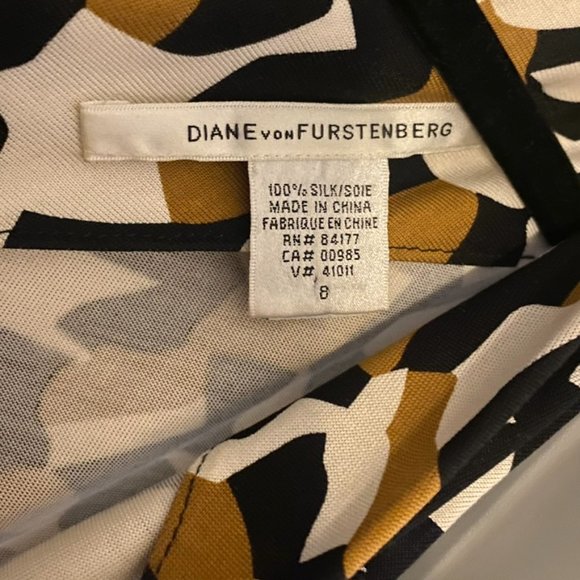 DIANE VON FURSTENBERG
100% SILK/SOIE
MADE IN CHINA
FABRIQUE EN CHINE
RN# 84177
CA# 00985
V# 41011
8